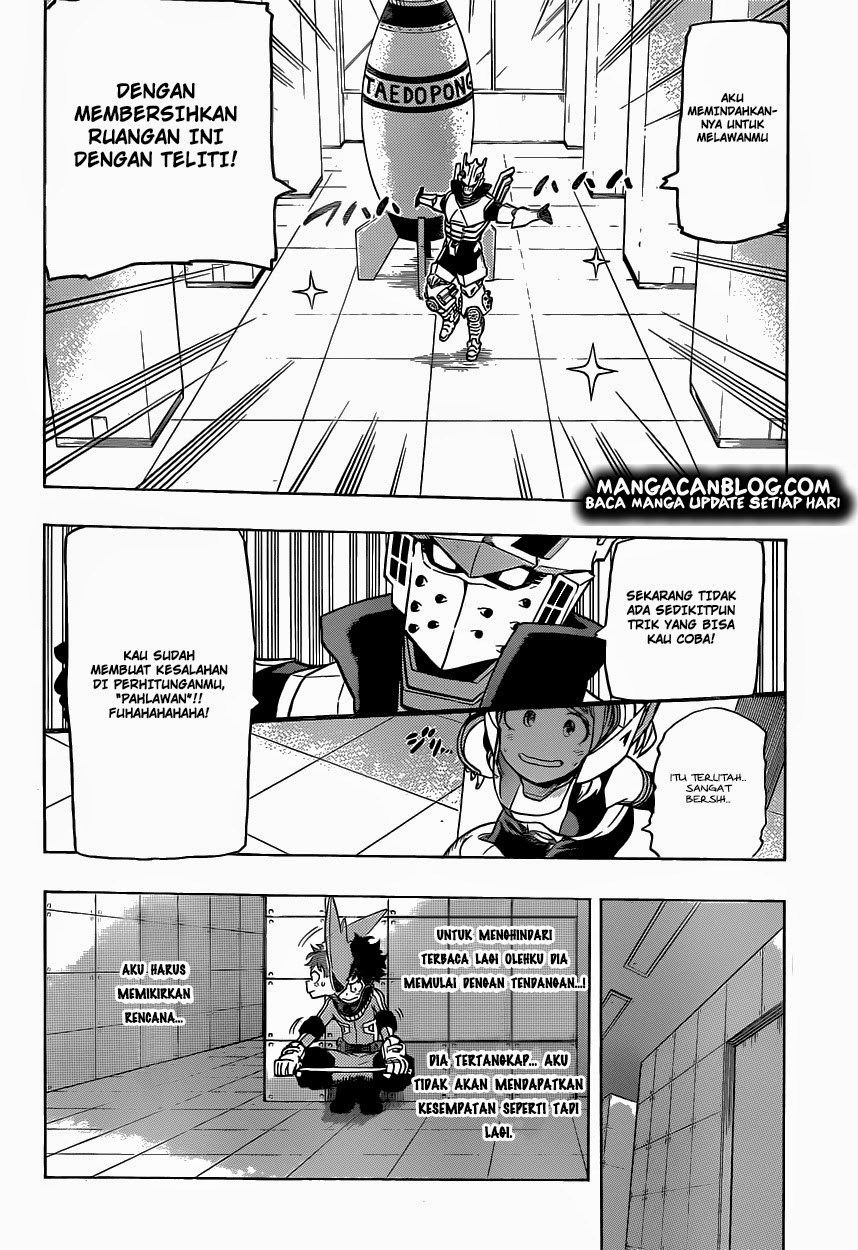 AKU
MEMINDAHKAN-
NYA UNTUK
MELAWANMU
DENGAN
MEMBERSIHKAN
RUANGAN INI
DENGAN TELITI!
TAEDOPONG
MANGACANBLOG.COM
BACA MANGA UPDATE SETIAP HARI
SEKARANG TIDAK
ADA SEDIKITPUN
TRIK YANG BISA
KAU COBA!
KAU SUDAH
MEMBUAT KESALAHAN
DI PERHITUNGANMU,
"PAHLAWAN"!!
FUHAHAHAHAHA!
ITU TERLITAH..
SANGAT
BERSIH..
UNTUK MENGHINDARI
TERBACA LAGI OLEHKU DIA
MEMULAI DENGAN TENDANGAN...!
AKU HARUS
MEMIKIRKAN
RENCANA...
DIA TERTANGKAP... AKU
TIDAK AKAN MENDAPATKAN
KESEMPATAN SEPERTI TADI
LAGI.